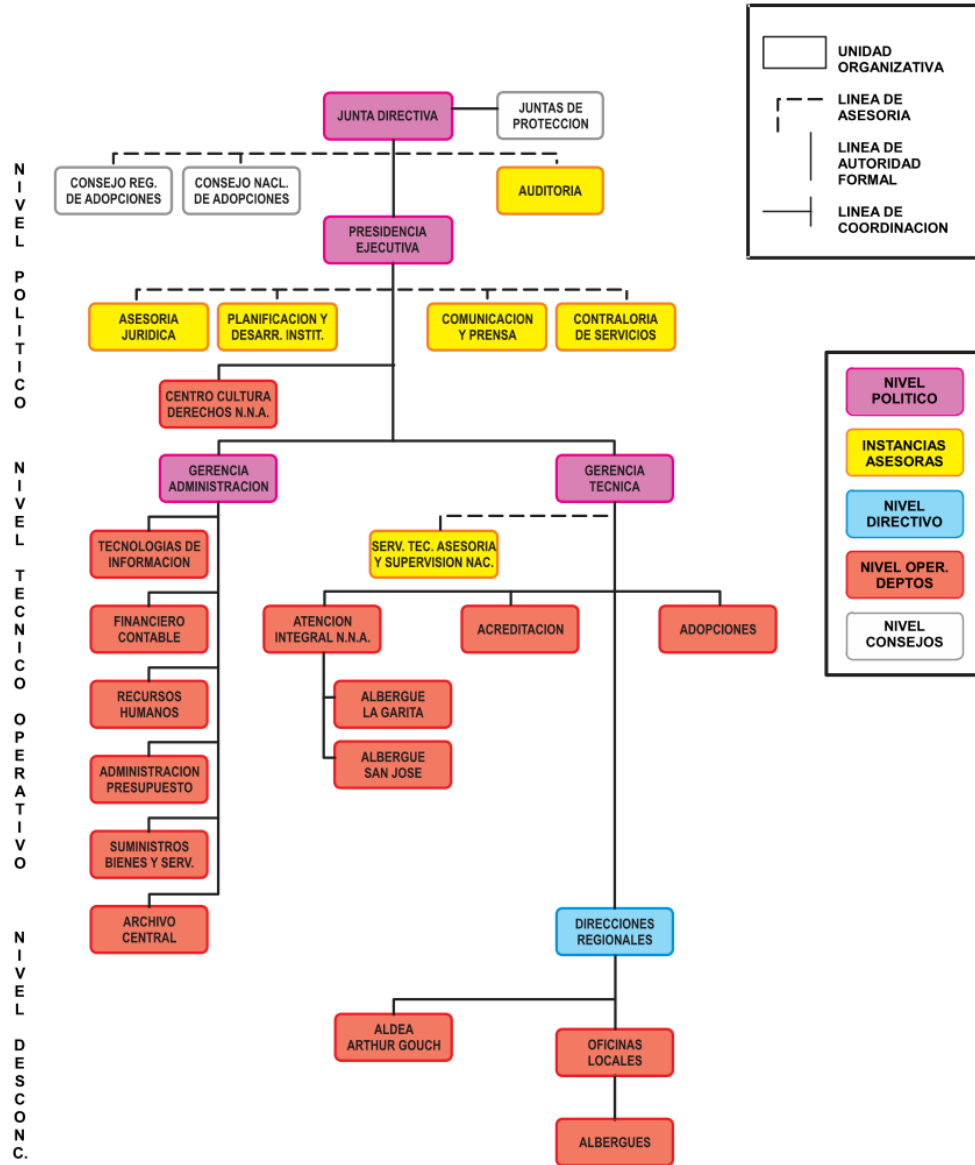 UNIDAD
ORGANIZATIVA
LINEA DE
ASESORIA
LINEA DE
AUTORIDAD
FORMAL
LINEA DE
COORDINACION
JUNTA DIRECTIVA
JUNTAS DE
PROTECCION
NIVEL POLITICO
CONSEJO REG.
DE ADOPCIONES
CONSEJO NACL.
DE ADOPCIONES
AUDITORIA
PRESIDENCIA
EJECUTIVA
ASESORIA
JURIDICA
PLANIFICACION Y
DESARR. INSTIT.
COMUNICACION
Y PRENSA
CONTRALORIA
DE SERVICIOS
CENTRO CULTURA
DERECHOS N.N.A.
NIVEL
POLITICO
INSTANCIAS
ASESORAS
NIVEL
DIRECTIVO
NIVEL OPER.
DEPTOS
NIVEL
CONSEJOS
NIVEL TECNICO OPERATIVO
GERENCIA
ADMINISTRACION
GERENCIA
TECNICA
TECNOLOGIAS DE
INFORMACION
SERV. TEC. ASESORIA
Y SUPERVISION NAC.
FINANCIERO
CONTABLE
ATENCION
INTEGRAL N.N.A.
ACREDITACION
ADOPCIONES
RECURSOS
HUMANOS
ALBERGUE
LA GARITA
ADMINISTRACION
PRESUPUESTO
ALBERGUE
SAN JOSE
SUMINISTROS
BIENES Y SERV.
ARCHIVO
CENTRAL
NIVEL DESCONC.
DIRECCIONES
REGIONALES
ALDEA
ARTHUR GOUCH
OFICINAS
LOCALES
ALBERGUES